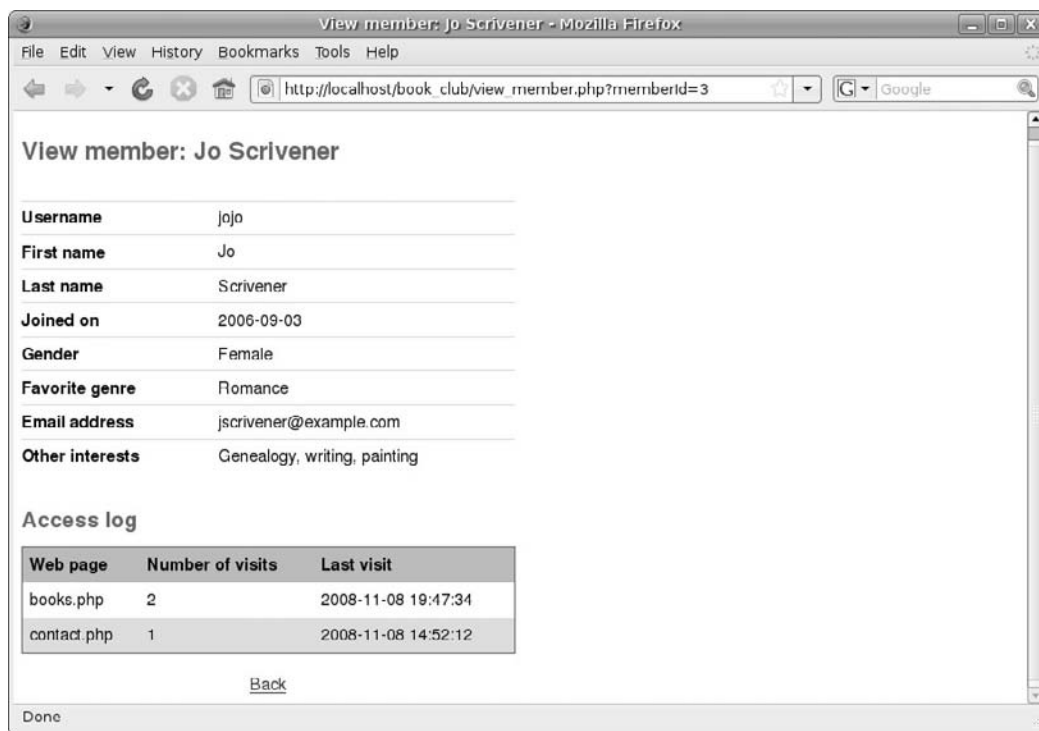 View member: Jo Scrivener - Mozilla Firefox
File Edit View History Bookmarks Tools Help
http://localhost/book_club/view_member.php?memberId=3 G Google
View member: Jo Scrivener
Username jojo
First name Jo
Last name Scrivener
Joined on 2006-09-03
Gender Female
Favorite genre Romance
Email address jscrivener@example.com
Other interests Genealogy, writing, painting
Access log
Web page Number of visits Last visit
books.php 2 2008-11-08 19:47:34
contact.php 1 2008-11-08 14:52:12
Back
Done